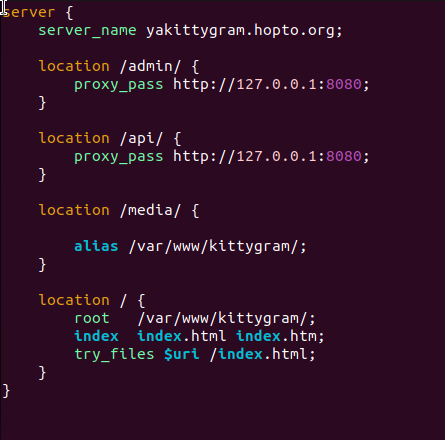 server {
    server_name yakittygram.hopto.org;

    location /admin/ {
        proxy_pass http://127.0.0.1:8080;
    }

    location /api/ {
        proxy_pass http://127.0.0.1:8080;
    }

    location /media/ {

        alias /var/www/kittygram/;
    }

    location / {
        root   /var/www/kittygram/;
        index  index.html index.htm;
        try_files $uri /index.html;
    }
}